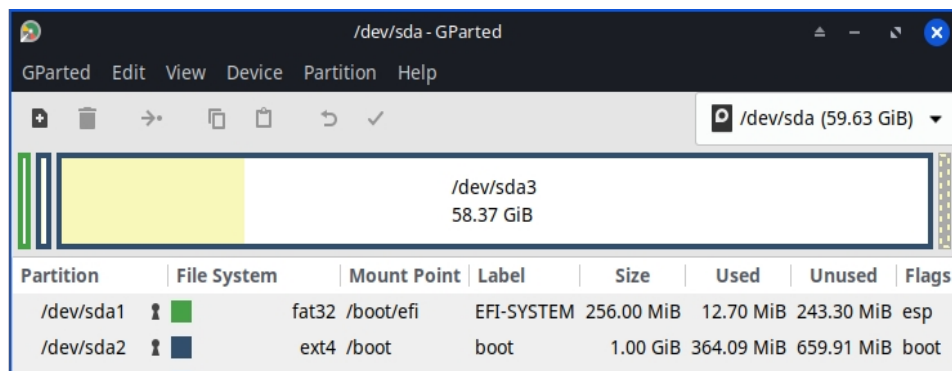 /dev/sda - GParted
GParted Edit View Device Partition Help
/dev/sda (59.63 GiB)
/dev/sda3
58.37 GiB
Partition File System Mount Point Label Size Used Unused Flags
/dev/sda1 fat32 /boot/efi EFI-SYSTEM 256.00 MiB 12.70 MiB 243.30 MiB esp
/dev/sda2 ext4 /boot boot 1.00 GiB 364.09 MiB 659.91 MiB boot